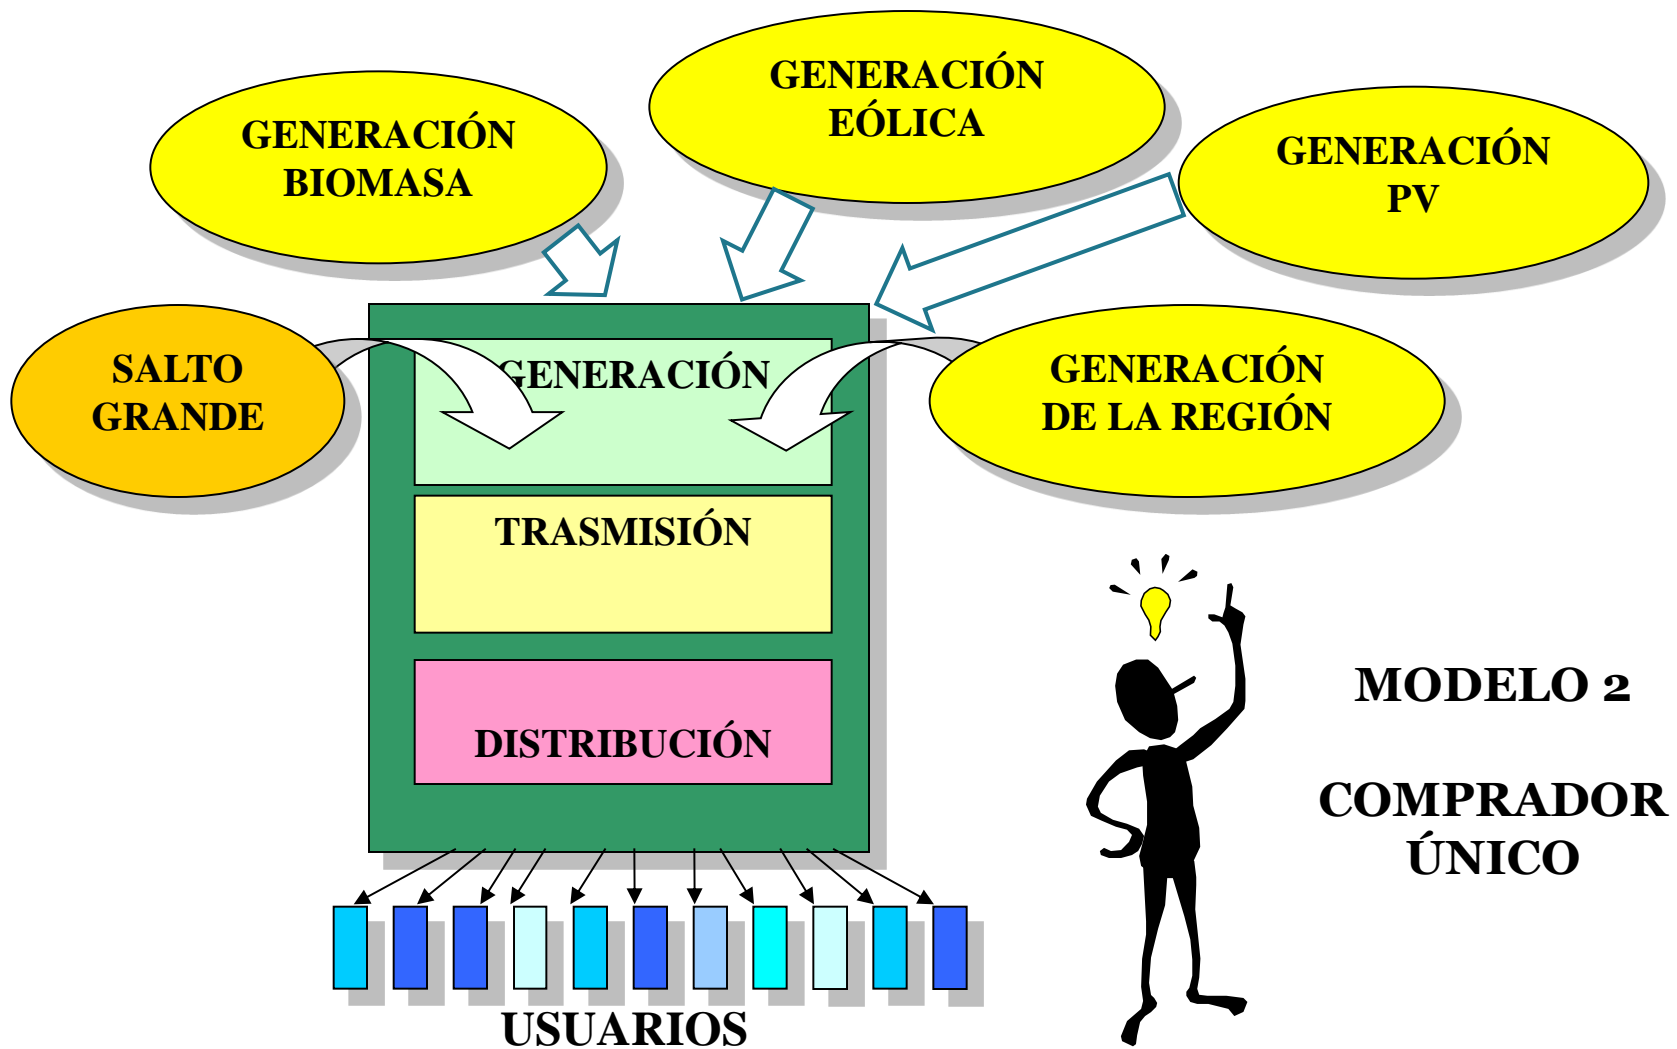 GENERACIÓN
BIOMASA
GENERACIÓN
EÓLICA
GENERACIÓN
PV
SALTO
GRANDE
GENERACIÓN
GENERACIÓN
DE LA REGIÓN
TRASMISIÓN
DISTRIBUCIÓN
MODELO 2
COMPRADOR
ÚNICO
USUARIOS